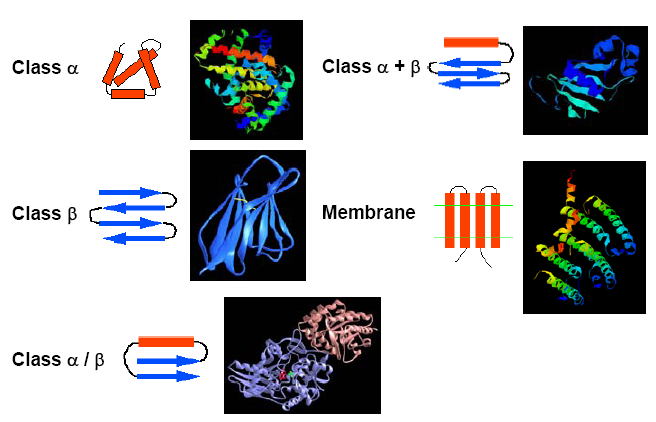 Class α
Class α + β
Class β
Membrane
Class α / β